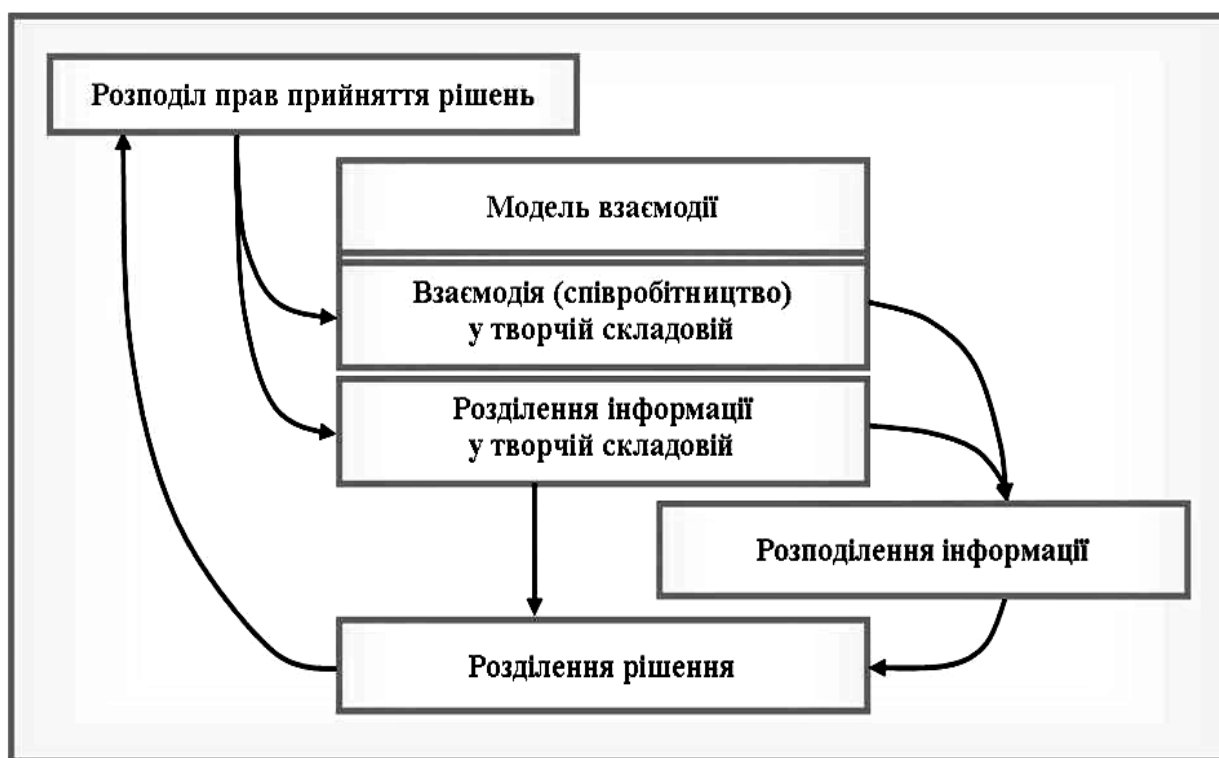 Розподіл прав прийняття рішень
Модель взаємодії
Взаємодія (співробітництво)
у творчій складовій
Розділення інформації
у творчій складовій
Розподілення інформації
Розділення рішення